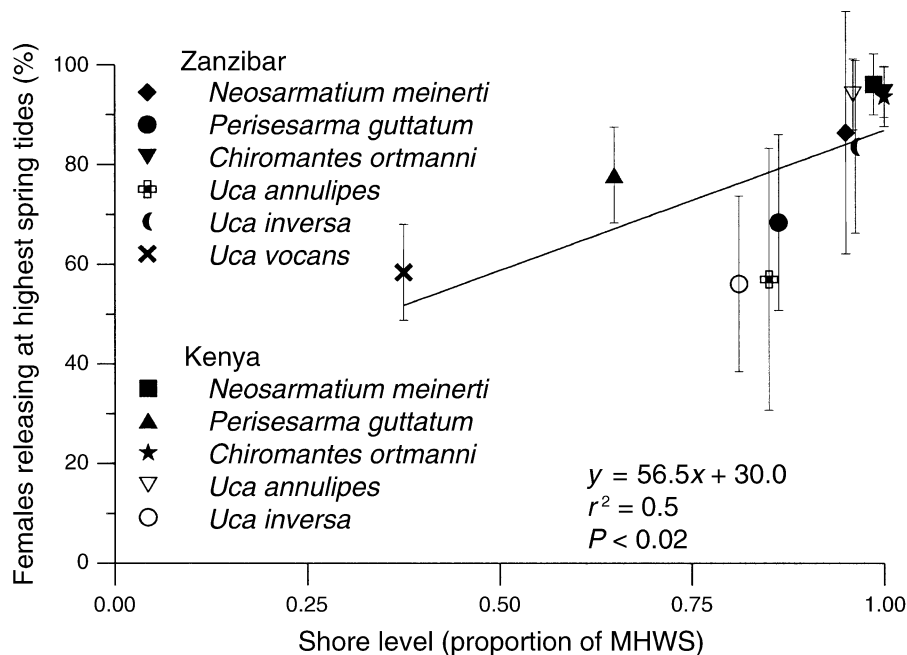 Females releasing at highest spring tides (%)
100
80
60
40
20
0
Zanzibar
Neosarmatium meinerti
Perisesarma guttatum
Chiromantes ortmanni
Uca annulipes
Uca inversa
Uca vocans
Kenya
Neosarmatium meinerti
Perisesarma guttatum
Chiromantes ortmanni
Uca annulipes
Uca inversa
y = 56.5x + 30.0
r² = 0.5
P < 0.02
0.00 0.25 0.50 0.75 1.00
Shore level (proportion of MHWS)